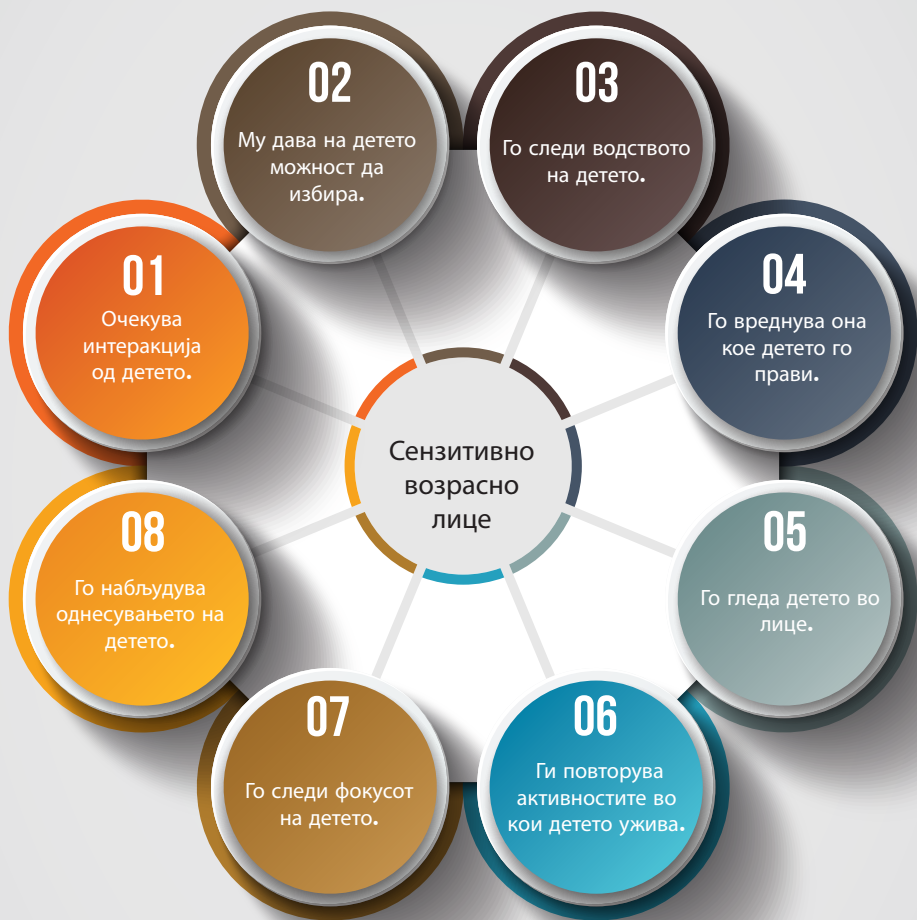 Сензитивно
возрасно
лице
01
Очекува
интеракција
од детето.
02
Му дава на детето
можност да
избира.
03
Го следи водството
на детето.
04
Го вреднува она
кое детето го
прави.
05
Го гледа детето во
лице.
06
Ги повторува
активностите во
кои детето ужива.
07
Го следи фокусот
на детето.
08
Го набљудува
однесувањето на
детето.